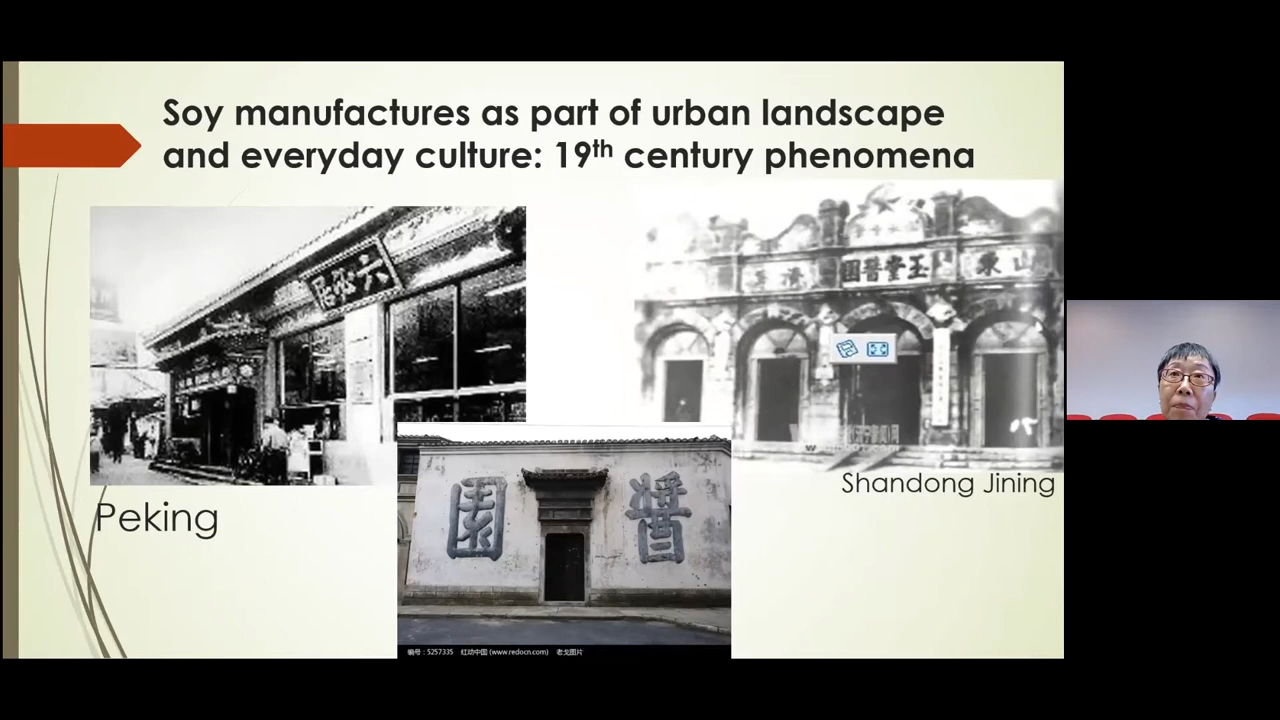 Soy manufactures as part of urban landscape
and everyday culture: 19th century phenomena
六必居
山東
玉堂醬園
濟寧
Peking
Shandong Jining
園
醬
编号：5257335 红动中国 (www.redocn.com) 老戈图片